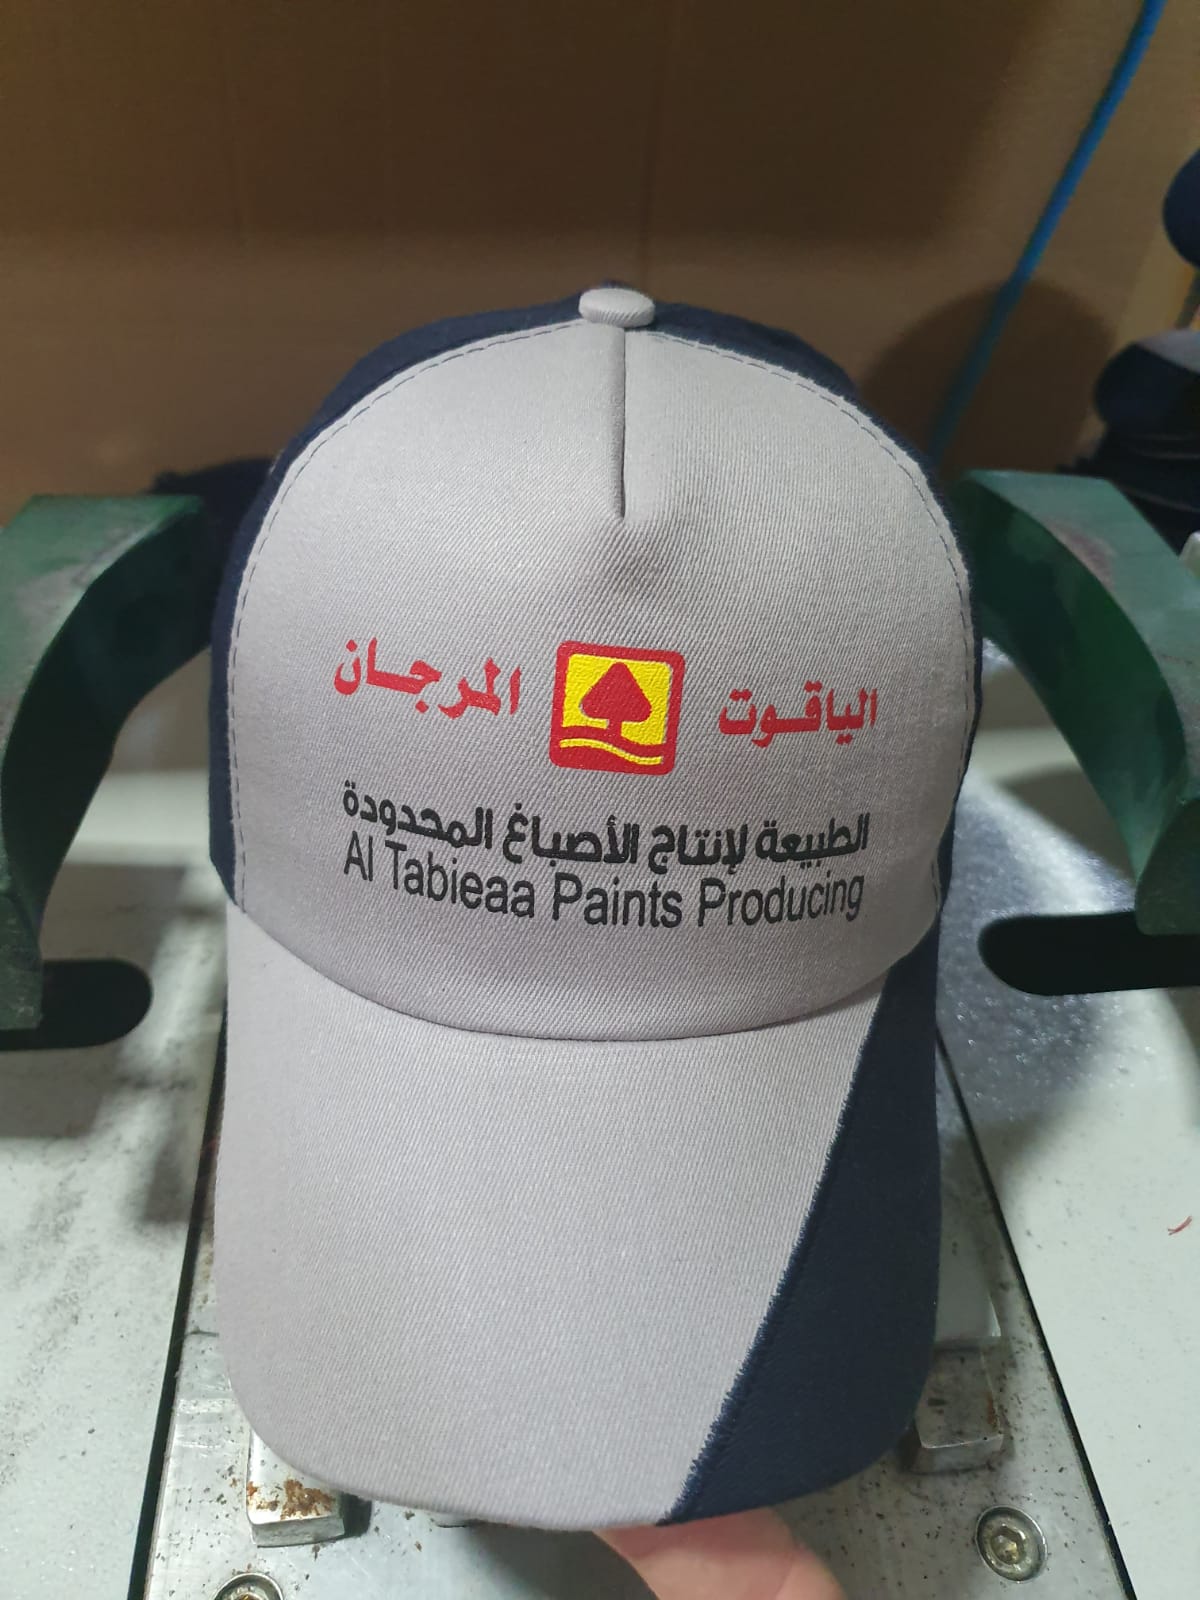 الياقوت المرجان
الطبيعة لإنتاج الأصباغ المحدودة
Al Tabieaa Paints Producing